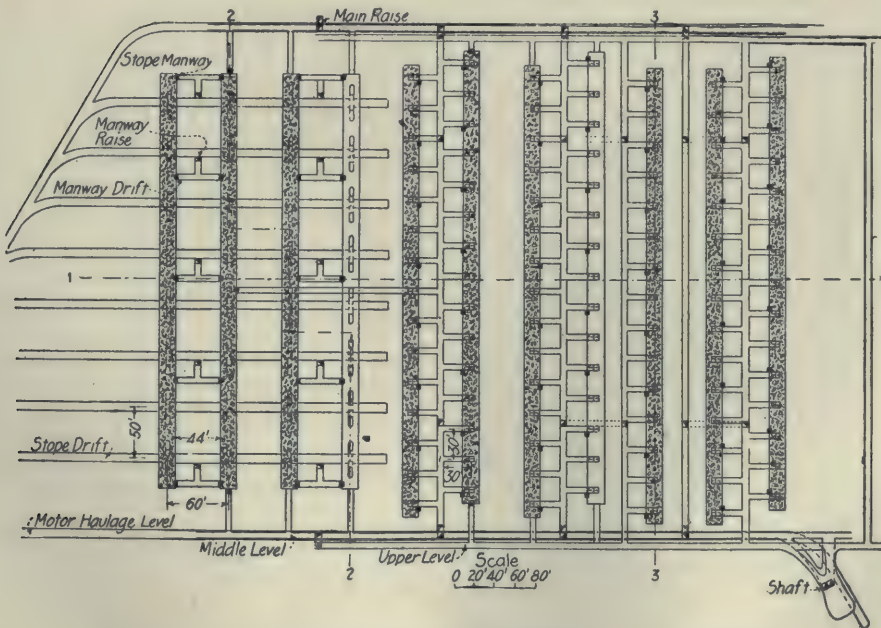 2
Main Raise
3
Stope Manway
Manway
Raise
Manway Drift
1
50'
44'
Stope Drift
60'
30'
30'
Motor Haulage Level
Middle Level
2
Upper Level
Scale
0 20' 40' 60' 80'
3
Shaft